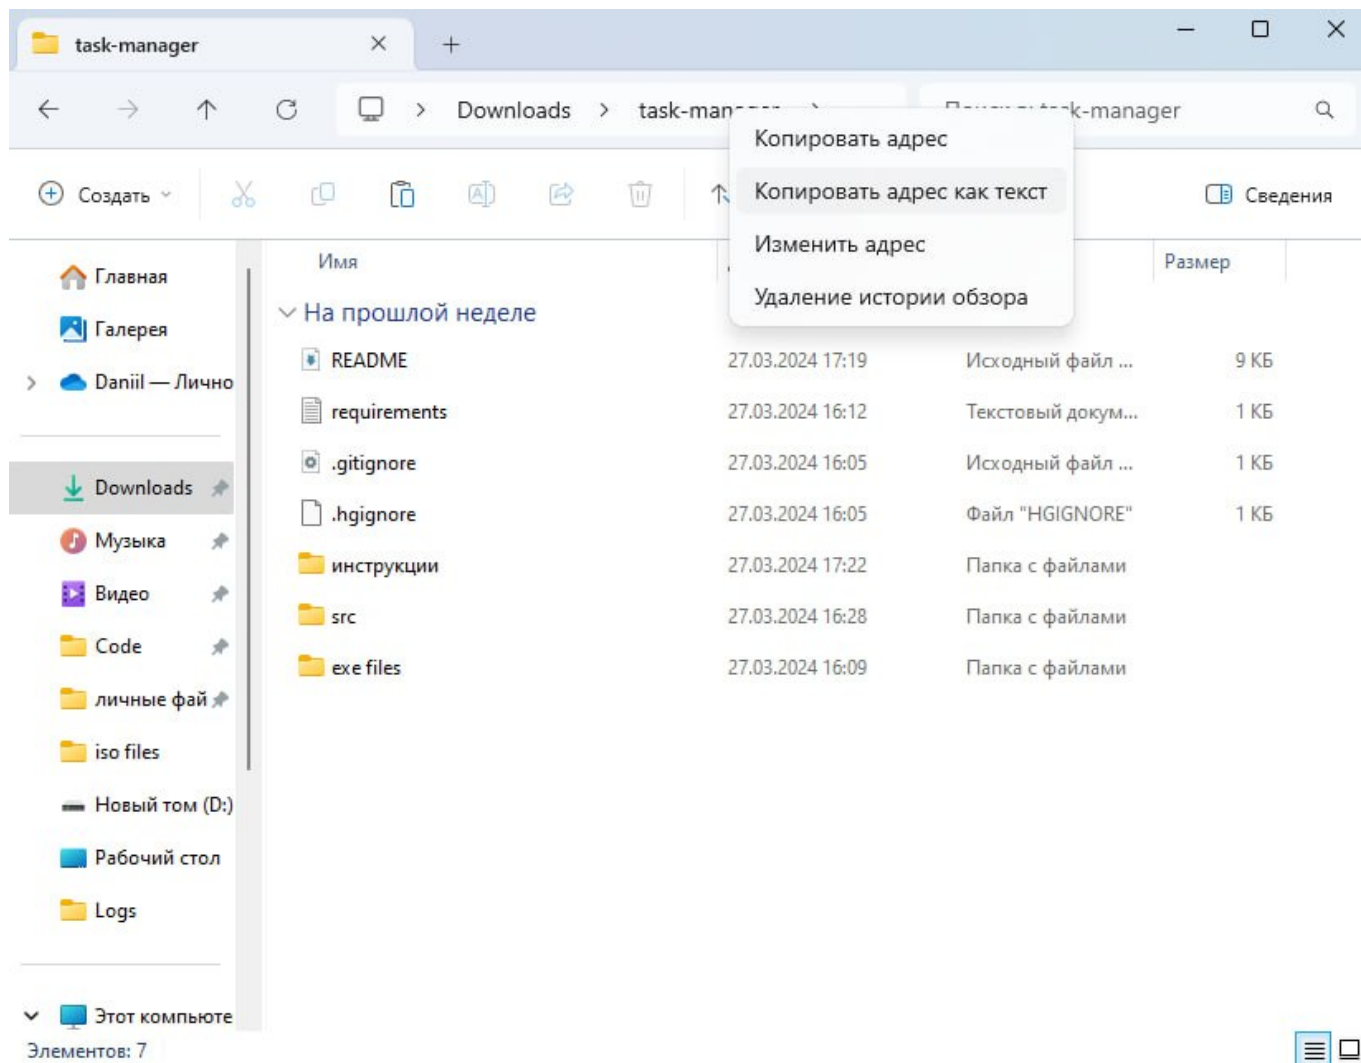 task-manager
Downloads > task-man
k-manager
Копировать адрес
Копировать адрес как текст
Изменить адрес
Удаление истории обзора
Создать
Сведения
Имя
Размер
Главная
Галерея
Daniil — Лично
Downloads
Музыка
Видео
Code
личные фай
iso files
Новый том (D:)
Рабочий стол
Logs
Этот компьюте
На прошлой неделе
README 27.03.2024 17:19 Исходный файл ... 9 КБ
requirements 27.03.2024 16:12 Текстовый докум... 1 КБ
.gitignore 27.03.2024 16:05 Исходный файл ... 1 КБ
.hgignore 27.03.2024 16:05 Файл "HGIGNORE" 1 КБ
инструкции 27.03.2024 17:22 Папка с файлами
src 27.03.2024 16:28 Папка с файлами
exe files 27.03.2024 16:09 Папка с файлами
Элементов: 7